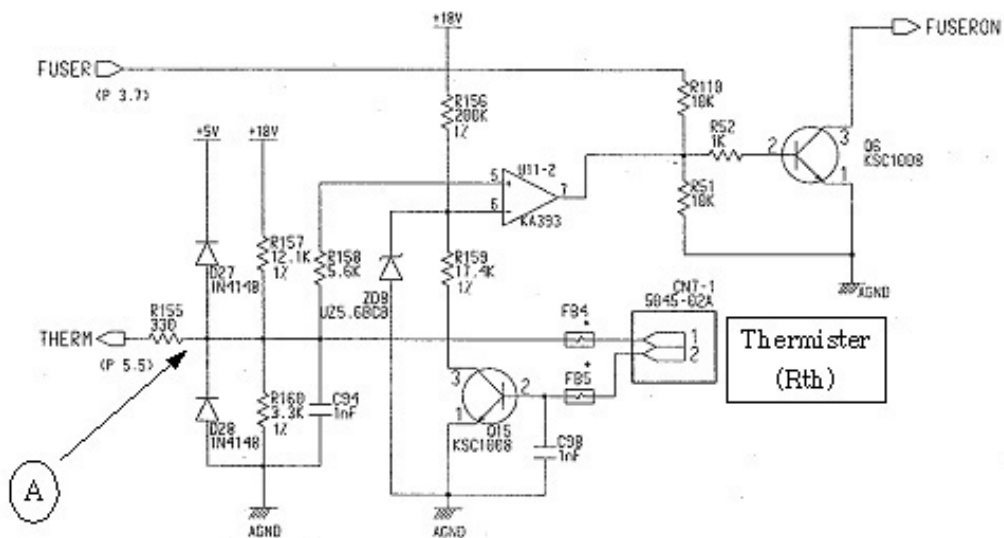 +18V
FUSER
(P 3.7)
FUSERON
R156
200K
1%
R110
10K
+5V
+18V
R52
1K
2
3
1
Q6
KSC1008
U11-2
5
6
7
KA393
R51
10K
AGND
D27
1N4148
R157
12.1K
1%
R158
5.6K
ZD8
UZ5.6BCB
R159
17.4K
1%
CN7-1
5045-02A
1
2
R155
330
THERM
(P 5.5)
FB4
FB5
Thermister
(Rth)
3
2
1
Q15
KSC1008
D28
1N4148
R160
3.3K
1%
C94
1nF
C98
1nF
A
AGND
AGND